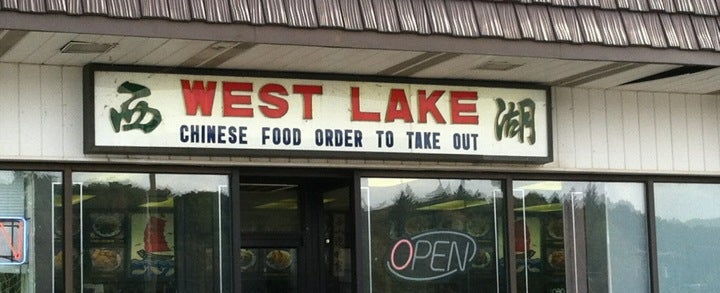 西 WEST LAKE 湖
CHINESE FOOD ORDER TO TAKE OUT
OPEN